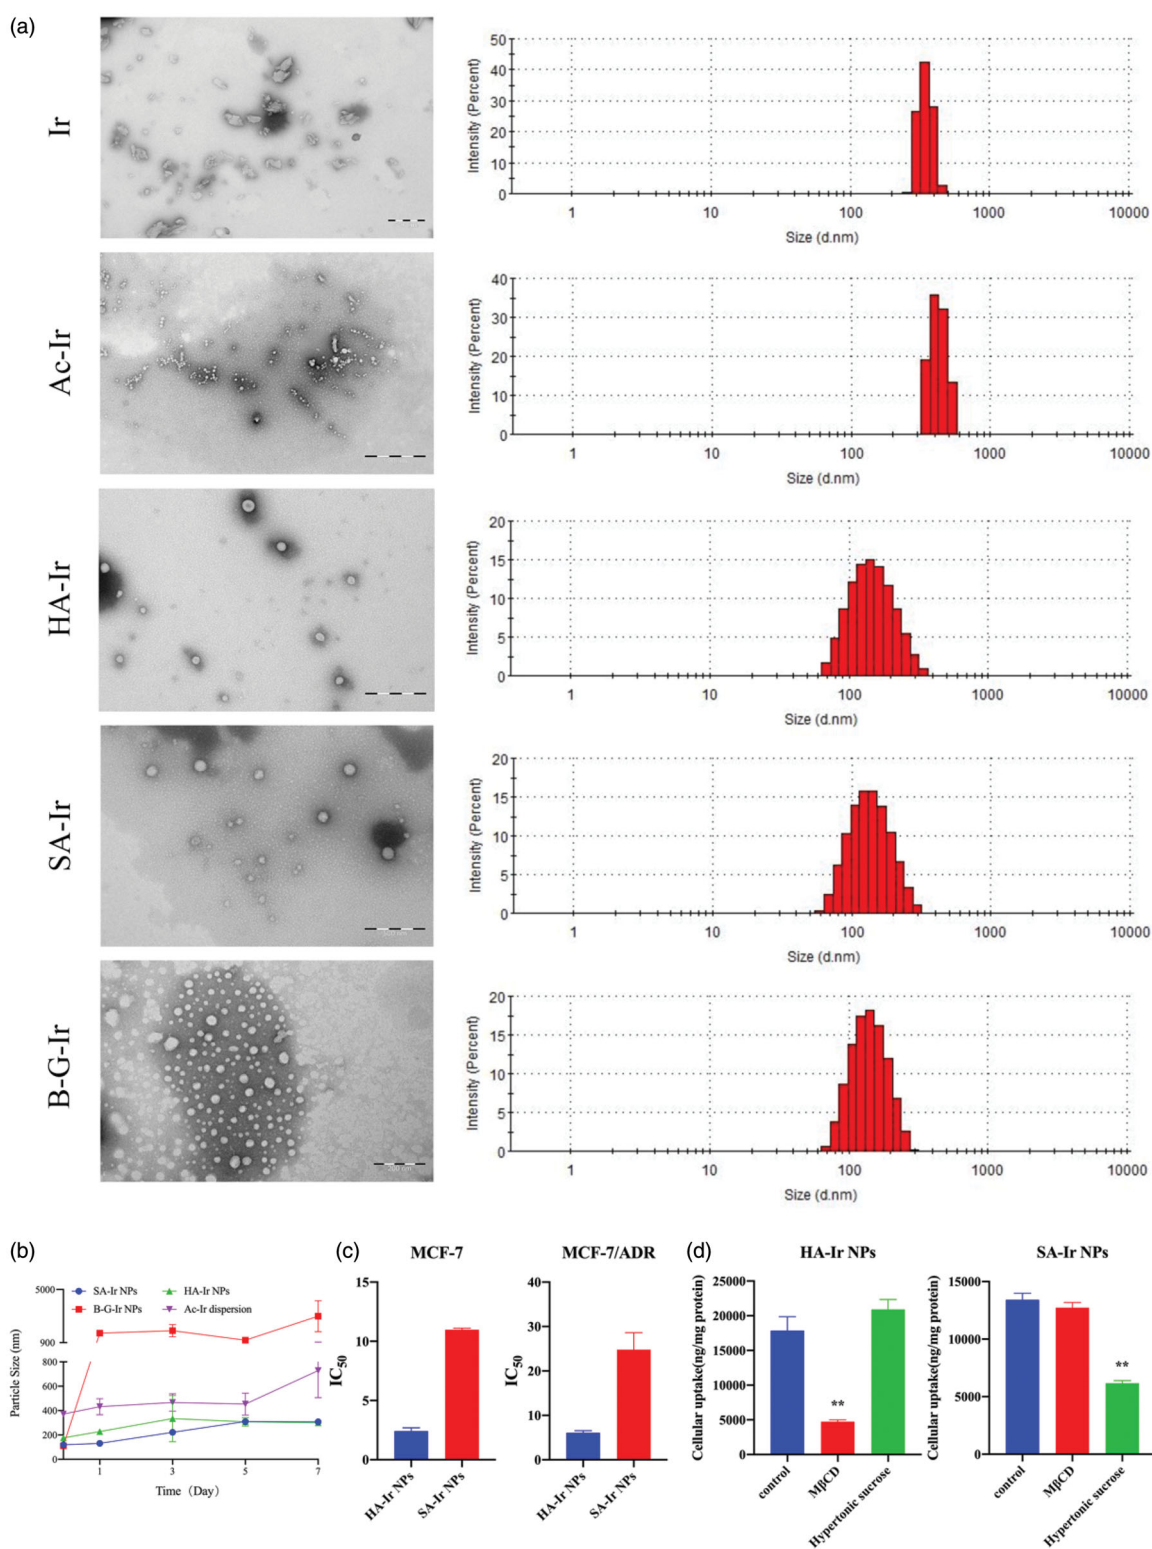 (a)
Ir
50
40
30
20
10
0
Intensity (Percent)
1 10 100 1000 10000
Size (d.nm)
Ac-Ir
40
30
20
10
0
Intensity (Percent)
1 10 100 1000 10000
Size (d.nm)
HA-Ir
20
15
10
5
0
Intensity (Percent)
1 10 100 1000 10000
Size (d.nm)
SA-Ir
20
15
10
5
0
Intensity (Percent)
1 10 100 1000 10000
Size (d.nm)
B-G-Ir
200 nm
20
15
10
5
0
Intensity (Percent)
1 10 100 1000 10000
Size (d.nm)
(b)
SA-Ir NPs
HA-Ir NPs
B-G-Ir NPs
Ac-Ir dispersion
5000
900
800
600
400
200
0
Particle Size (nm)
1 3 5 7
Time (Day)
(c)
MCF-7
15
10
5
0
IC50
HA-Ir NPs
SA-Ir NPs
MCF-7/ADR
40
30
20
10
0
IC50
HA-Ir NPs
SA-Ir NPs
(d)
HA-Ir NPs
25000
20000
15000
10000
5000
0
Cellular uptake(ng/mg protein)
**
control
MβCD
Hypertonic sucrose
SA-Ir NPs
15000
10000
5000
0
Cellular uptake(ng/mg protein)
**
control
MβCD
Hypertonic sucrose